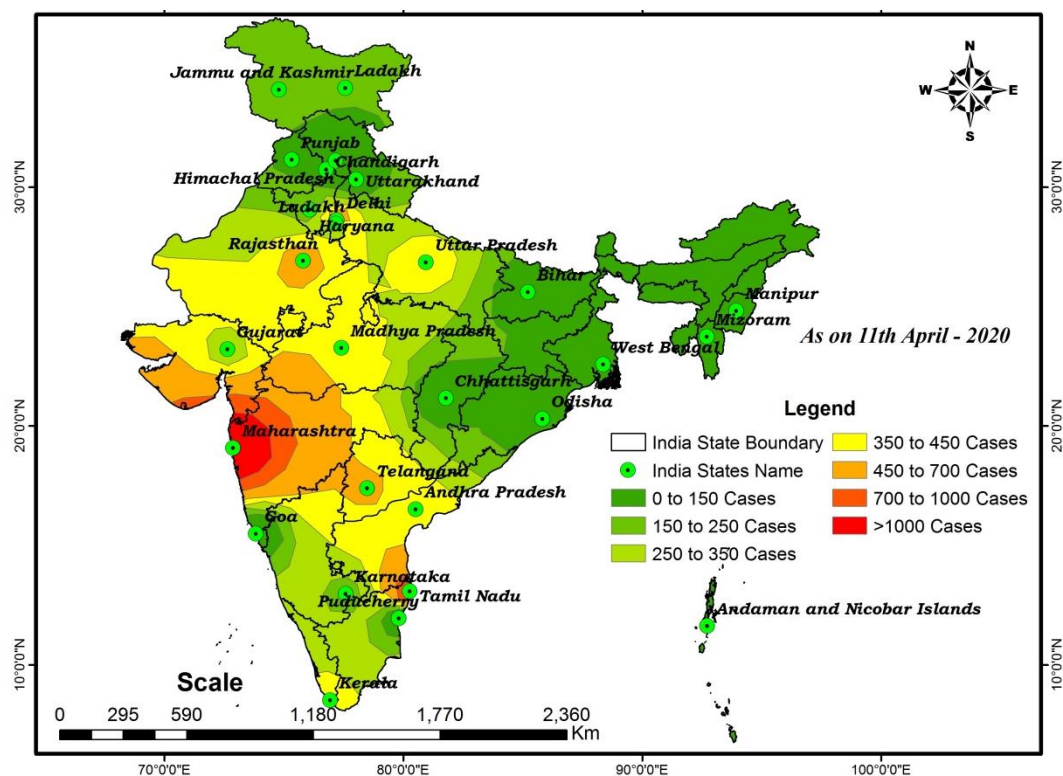 N
W E
S
Jammu and Kashmir
Ladakh
Punjab
Chandigarh
Himachal Pradesh
Uttarakhand
Ladakh
Delhi
Haryana
Rajasthan
Uttar Pradesh
Bihar
Manipur
Mizoram
Gujarat
Madhya Pradesh
West Bengal
As on 11th April - 2020
Chhattisgarh
Odisha
Maharashtra
Telangana
Andhra Pradesh
Goa
Karnataka
Puducherry
Tamil Nadu
Andaman and Nicobar Islands
Kerala
Legend
India State Boundary
India States Name
0 to 150 Cases
150 to 250 Cases
250 to 350 Cases
350 to 450 Cases
450 to 700 Cases
700 to 1000 Cases
>1000 Cases
Scale
0 295 590 1,180 1,770 2,360
Km
30°0'0"N
20°0'0"N
10°0'0"N
30°0'0"N
20°0'0"N
10°0'0"N
70°0'0"E 80°0'0"E 90°0'0"E 100°0'0"E